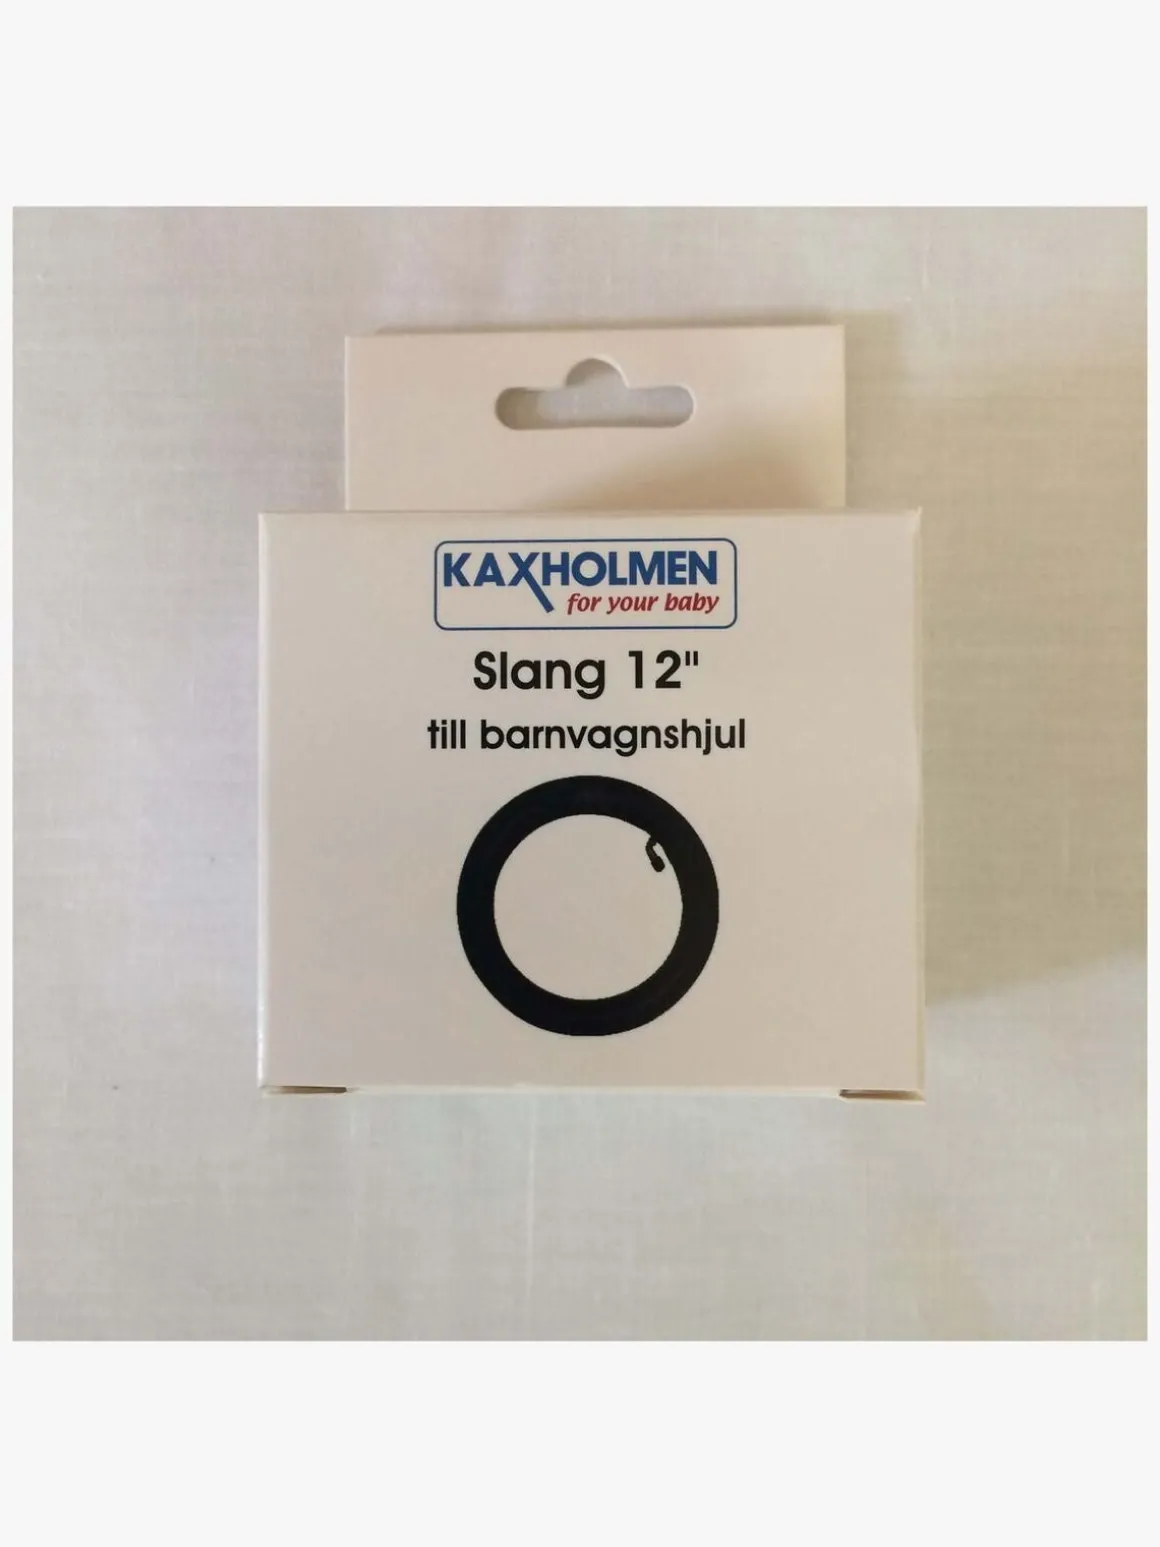 KAXHOLMEN
for your baby
Slang 12"
till barnvagnshjul